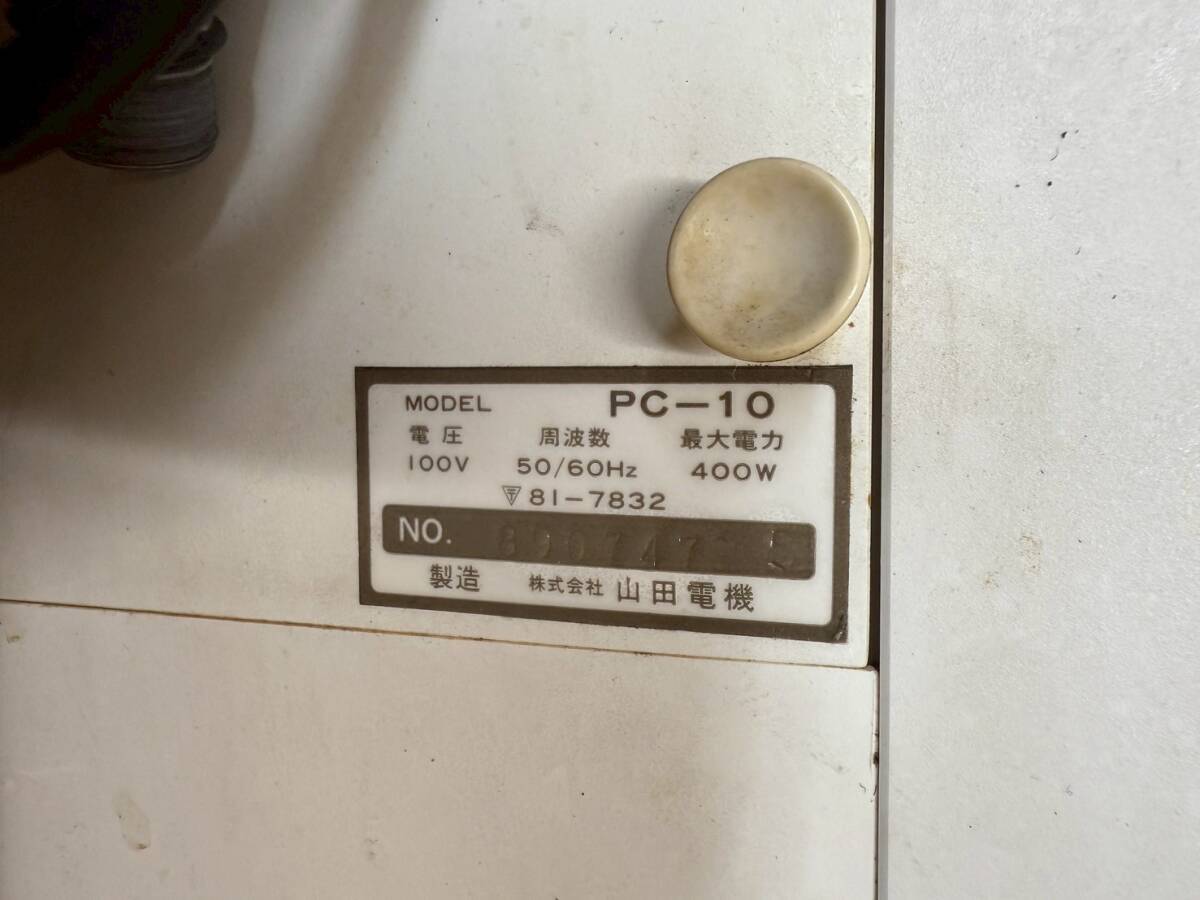 MODEL PC-10
電圧 周波数 最大電力
100V 50/60Hz 400W
〒 81-7832
NO. 890747
製造 株式会社 山田電機